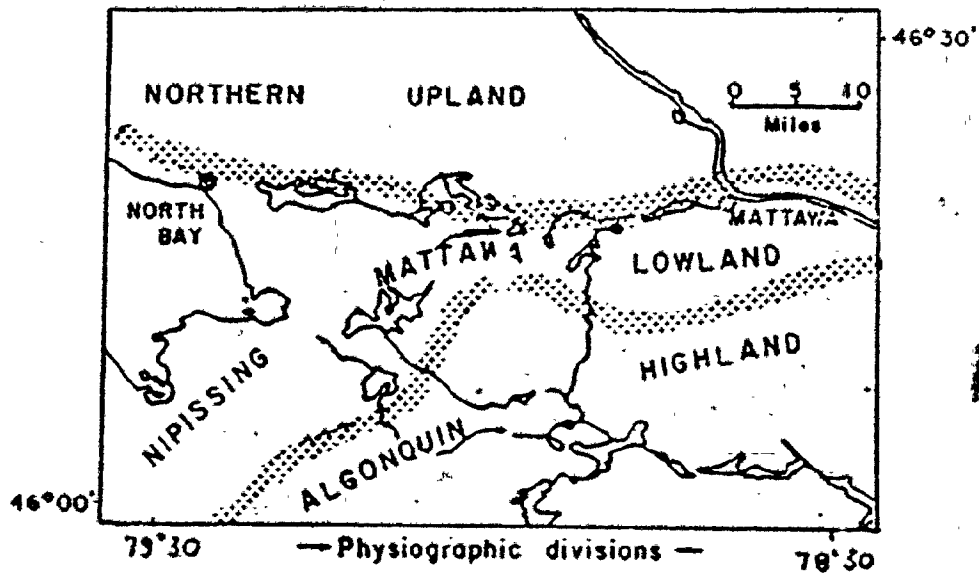 46°30'
NORTHERN UPLAND
0 5 10
Miles
NORTH
BAY
MATTAWA
MATTAWA
LOWLAND
HIGHLAND
NIPISSING
ALGONQUIN
46°00'
79°30
Physiographic divisions
78°30